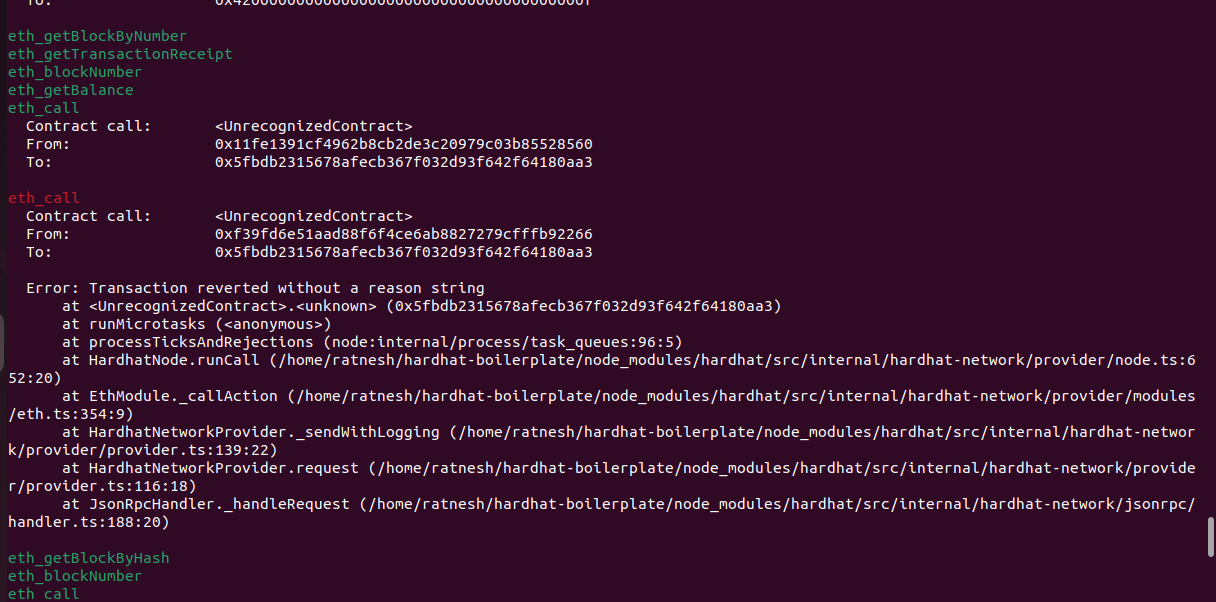 To: 0x420000000000000000000000000000000000000f
eth_getBlockByNumber
eth_getTransactionReceipt
eth_blockNumber
eth_getBalance
eth_call
Contract call: <UnrecognizedContract>
From: 0x11fe1391cf4962b8cb2de3c20979c03b85528560
To: 0x5fbdb2315678afecb367f032d93f642f64180aa3
eth_call
Contract call: <UnrecognizedContract>
From: 0xf39fd6e51aad88f6f4ce6ab8827279cfffb92266
To: 0x5fbdb2315678afecb367f032d93f642f64180aa3
Error: Transaction reverted without a reason string
at <UnrecognizedContract>.<unknown> (0x5fbdb2315678afecb367f032d93f642f64180aa3)
at runMicrotasks (<anonymous>)
at processTicksAndRejections (node:internal/process/task_queues:96:5)
at HardhatNode.runCall (/home/ratnesh/hardhat-boilerplate/node_modules/hardhat/src/internal/hardhat-network/provider/node.ts:6
52:20)
at EthModule._callAction (/home/ratnesh/hardhat-boilerplate/node_modules/hardhat/src/internal/hardhat-network/provider/modules
/eth.ts:354:9)
at HardhatNetworkProvider._sendWithLogging (/home/ratnesh/hardhat-boilerplate/node_modules/hardhat/src/internal/hardhat-networ
k/provider/provider.ts:139:22)
at HardhatNetworkProvider.request (/home/ratnesh/hardhat-boilerplate/node_modules/hardhat/src/internal/hardhat-network/provide
r/provider.ts:116:18)
at JsonRpcHandler._handleRequest (/home/ratnesh/hardhat-boilerplate/node_modules/hardhat/src/internal/hardhat-network/jsonrpc/
handler.ts:188:20)
eth_getBlockByHash
eth_blockNumber
eth_call